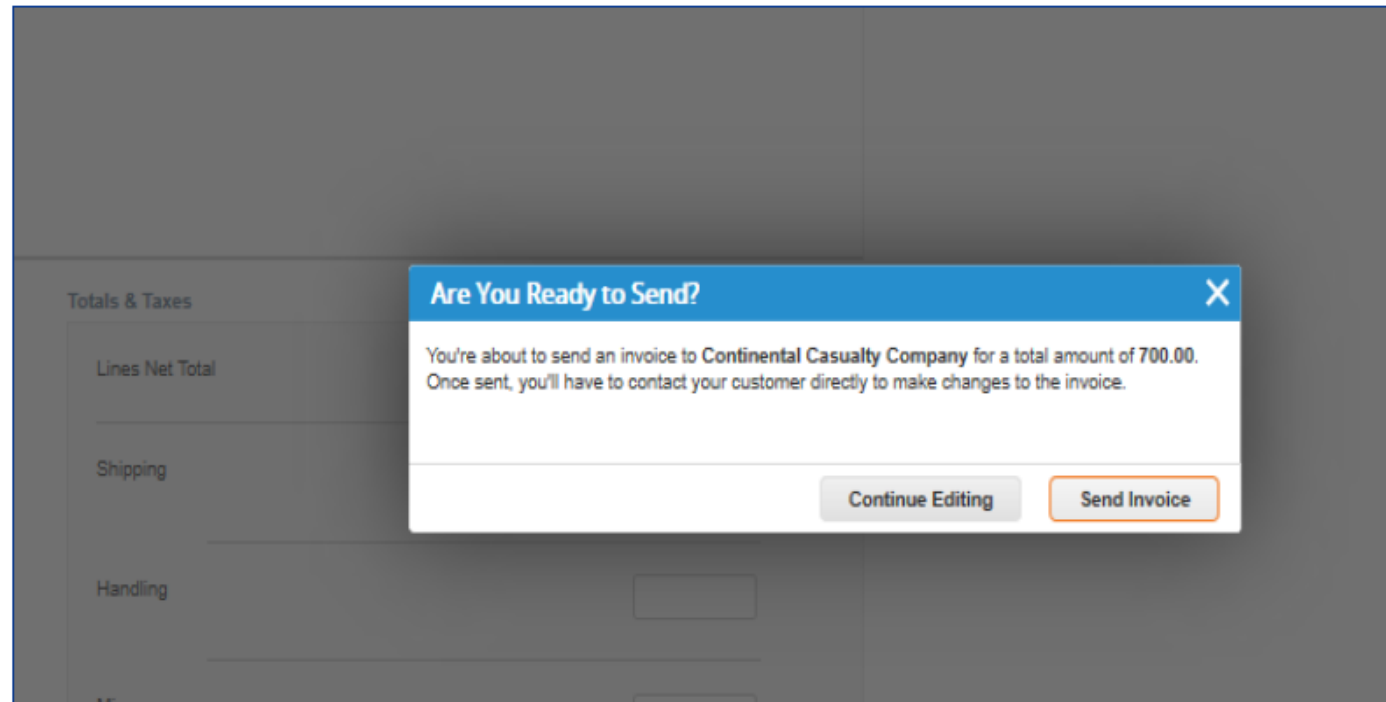 Totals & Taxes
Are You Ready to Send?
Lines Net Total
You're about to send an invoice to Continental Casualty Company for a total amount of 700.00.
Once sent, you'll have to contact your customer directly to make changes to the invoice.
Shipping
Continue Editing
Send Invoice
Handling